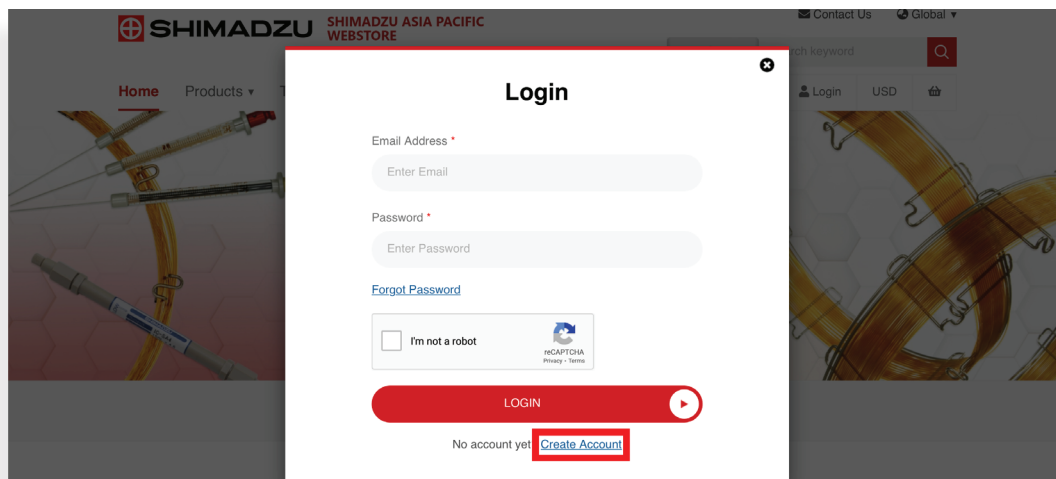 SHIMADZU
SHIMADZU ASIA PACIFIC
WEBSTORE
Contact Us
Global ▾
rch keyword
Home
Products ▾
T
Login
USD
Login
Email Address *
Enter Email
Password *
Enter Password
Forgot Password
I'm not a robot
reCAPTCHA
Privacy - Terms
LOGIN
No account yet
Create Account